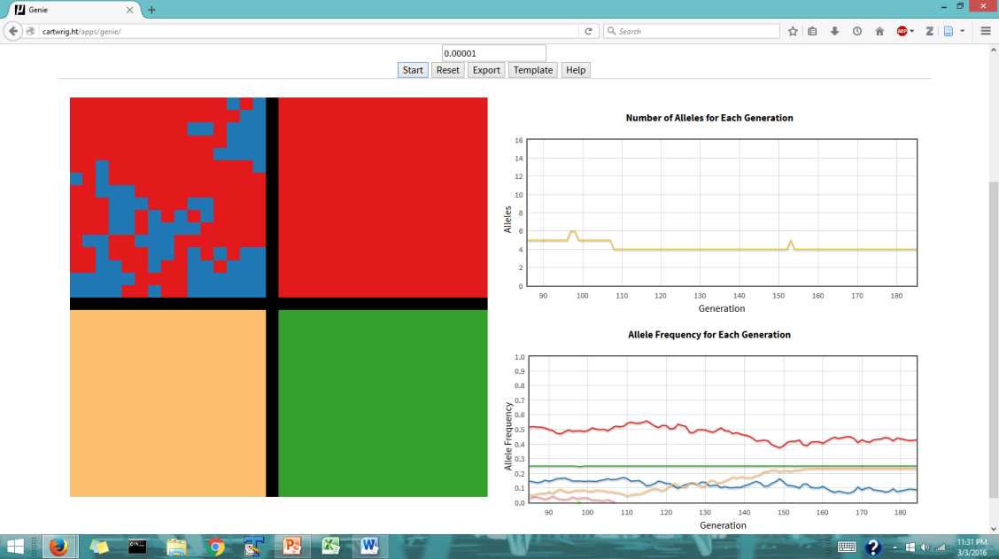 Genie
cartwrig.ht/apps/genie/
Search
ABP
Z
0.00001
Start Reset Export Template Help
Number of Alleles for Each Generation
16
14
12
10
8
6
4
2
0
Alleles
90 100 110 120 130 140 150 160 170 180
Generation
Allele Frequency for Each Generation
1.0
0.9
0.8
0.7
0.6
0.5
0.4
0.3
0.2
0.1
0.0
Allele Frequency
90 100 110 120 130 140 150 160 170 180
Generation
11:31 PM
3/3/2016